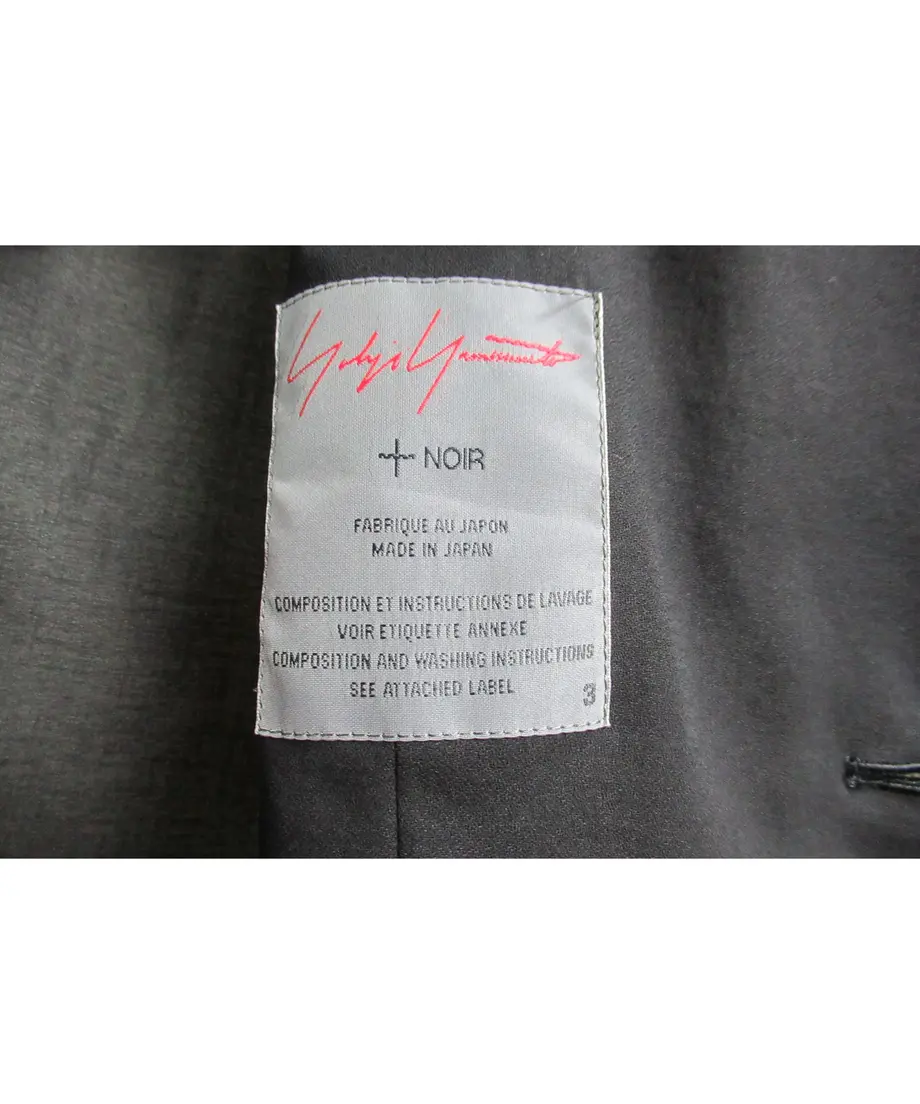 Yohji Yamamoto
+ NOIR
FABRIQUE AU JAPON
MADE IN JAPAN
COMPOSITION ET INSTRUCTIONS DE LAVAGE
VOIR ETIQUETTE ANNEXE
COMPOSITION AND WASHING INSTRUCTIONS
SEE ATTACHED LABEL
3